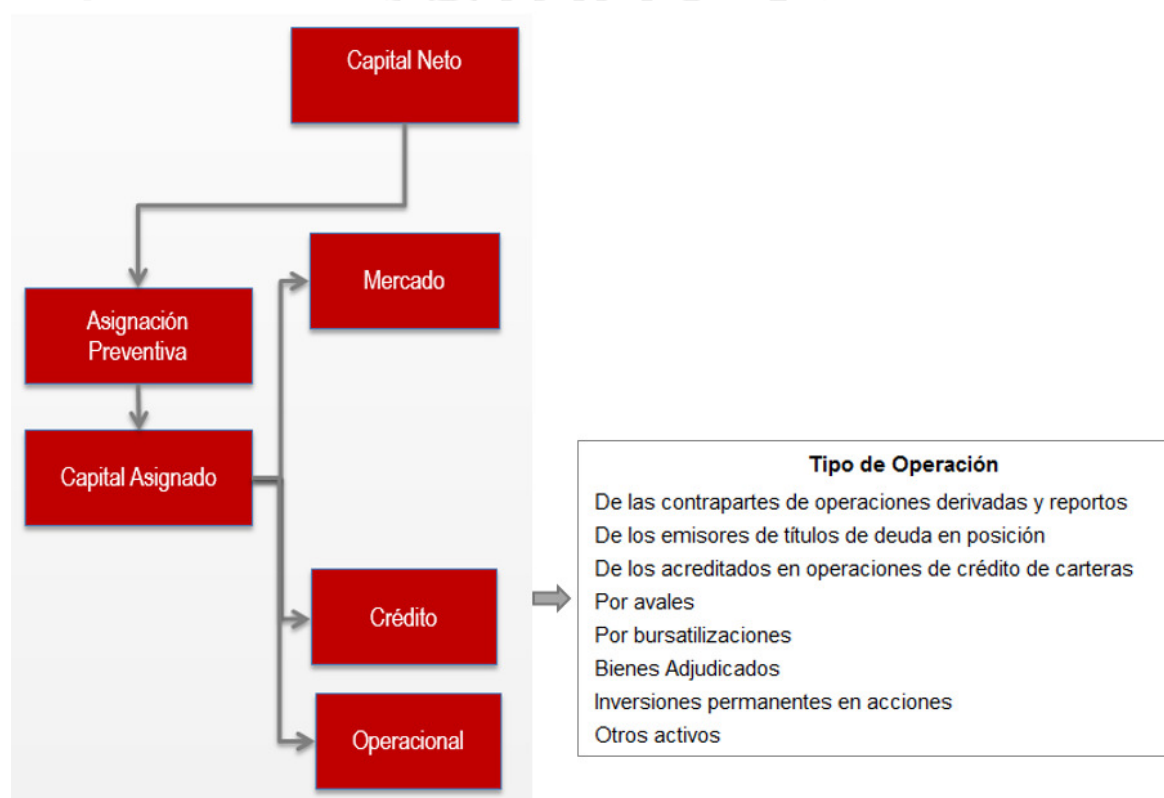 Capital Neto
Mercado
Asignación
Preventiva
Capital Asignado
Crédito
Operacional
Tipo de Operación
De las contrapartes de operaciones derivadas y reportos
De los emisores de títulos de deuda en posición
De los acreditados en operaciones de crédito de carteras
Por avales
Por bursatilizaciones
Bienes Adjudicados
Inversiones permanentes en acciones
Otros activos